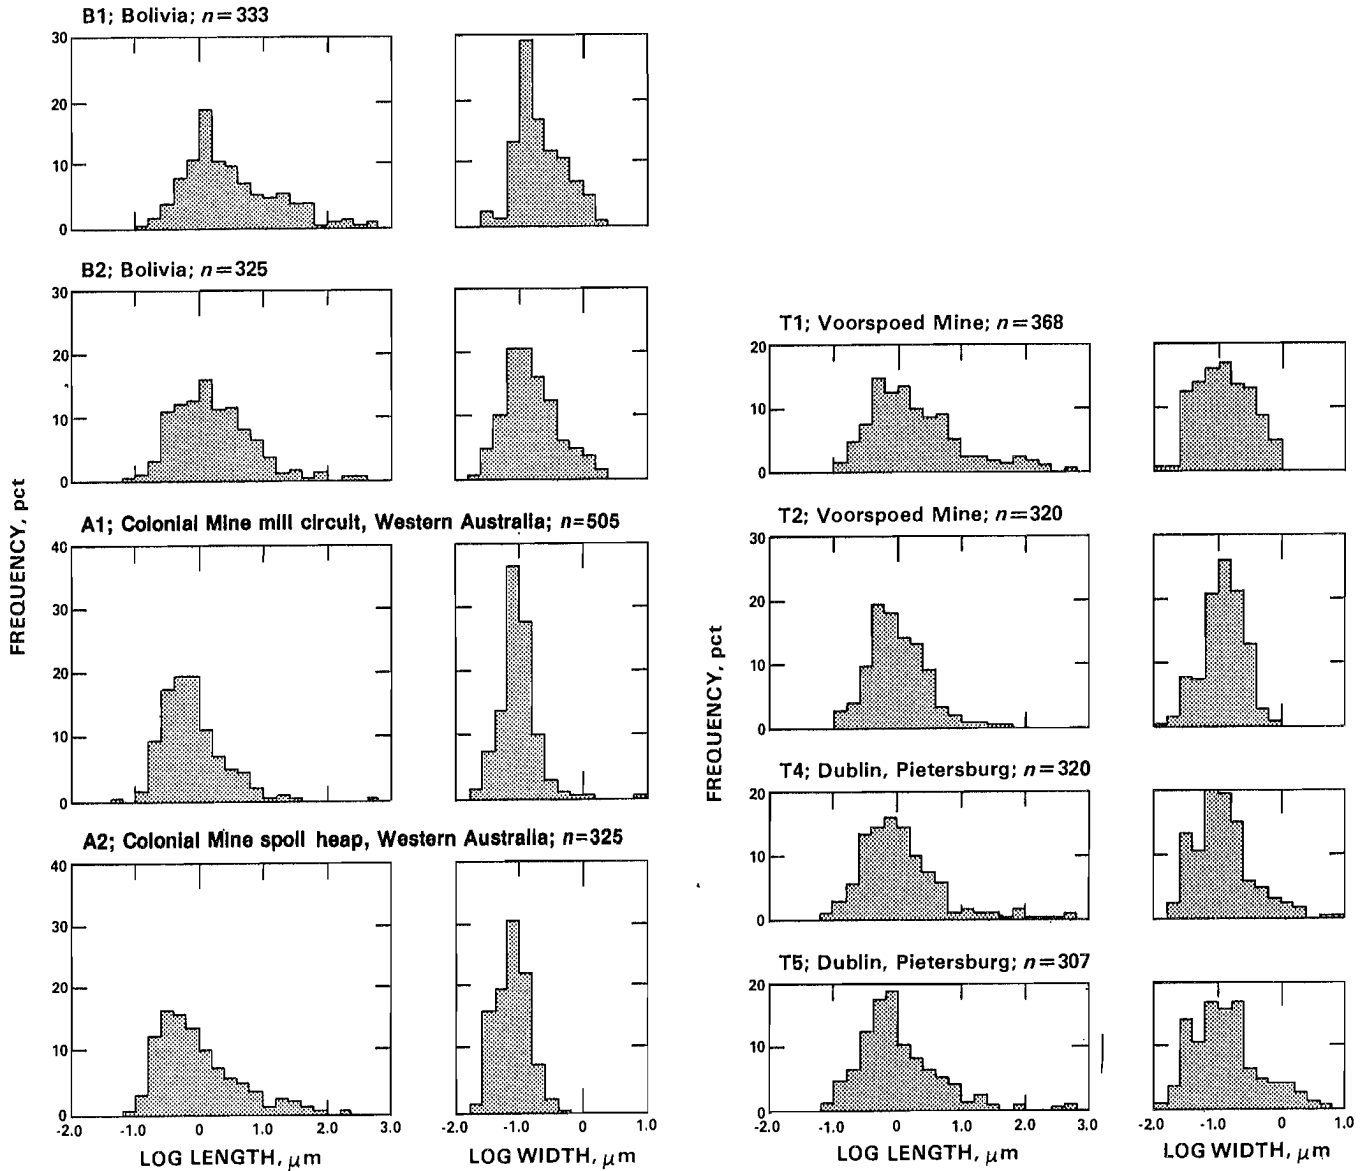 B1; Bolivia; n=333
30
20
10
0
B2; Bolivia; n=325
30
20
10
0
A1; Colonial Mine mill circuit, Western Australia; n=505
40
30
20
10
0
A2; Colonial Mine spoil heap, Western Australia; n=325
40
30
20
10
0
-2.0 -1.0 0 1.0 2.0 3.0
-2.0 -1.0 0 1.0
LOG LENGTH, μm
LOG WIDTH, μm
FREQUENCY, pct
T1; Voorspoed Mine; n=368
20
10
0
T2; Voorspoed Mine; n=320
30
20
10
0
T4; Dublin, Pietersburg; n=320
20
10
0
T5; Dublin, Pietersburg; n=307
20
10
0
-2.0 -1.0 0 1.0 2.0 3.0
-2.0 -1.0 0 1.0
LOG LENGTH, μm
LOG WIDTH, μm
FREQUENCY, pct